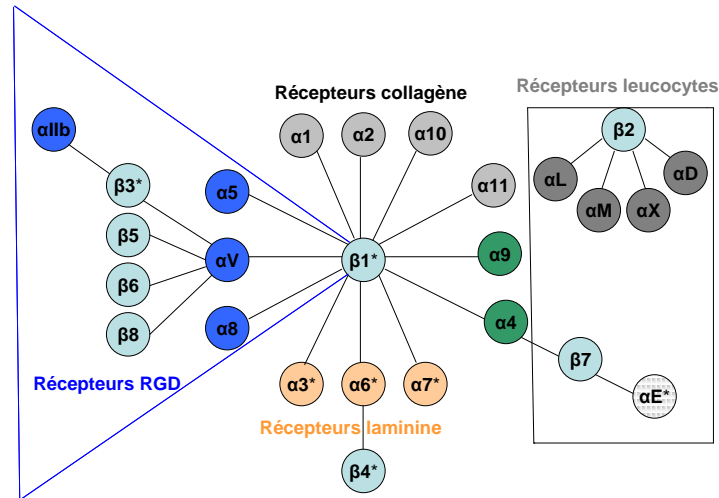 Récepteurs leucocytes
Récepteurs collagène
αIIb
α1
α2
α10
β2
β3*
α5
α11
αL
αD
αM
αX
β5
αV
β1*
α9
β6
β8
α8
α4
β7
Récepteurs RGD
α3*
α6*
α7*
αE*
Récepteurs laminine
β4*